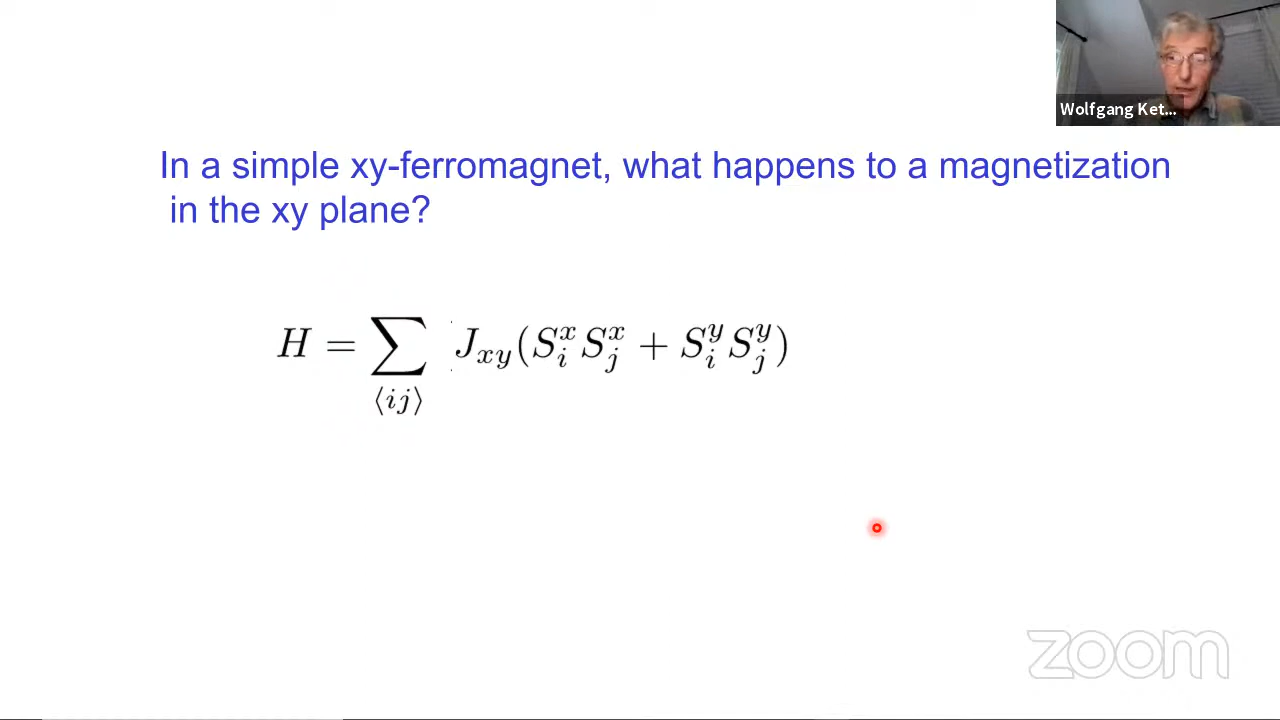 Wolfgang Ket...
In a simple xy-ferromagnet, what happens to a magnetization
in the xy plane?
H = \sum_{\langle ij \rangle} J_{xy}(S_i^x S_j^x + S_i^y S_j^y)
zoom